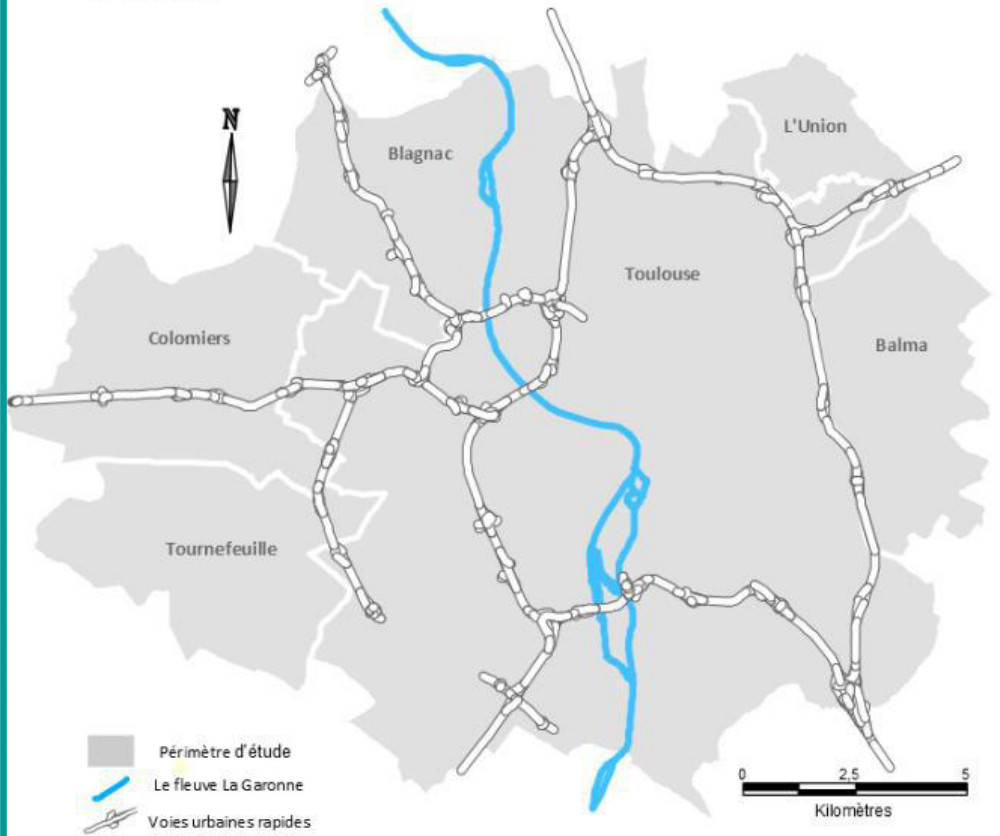 N
L'Union
Blagnac
Toulouse
Colomiers
Balma
Tournefeuille
Périmètre d'étude
Le fleuve La Garonne
Voies urbaines rapides
0 2,5 5
Kilomètres